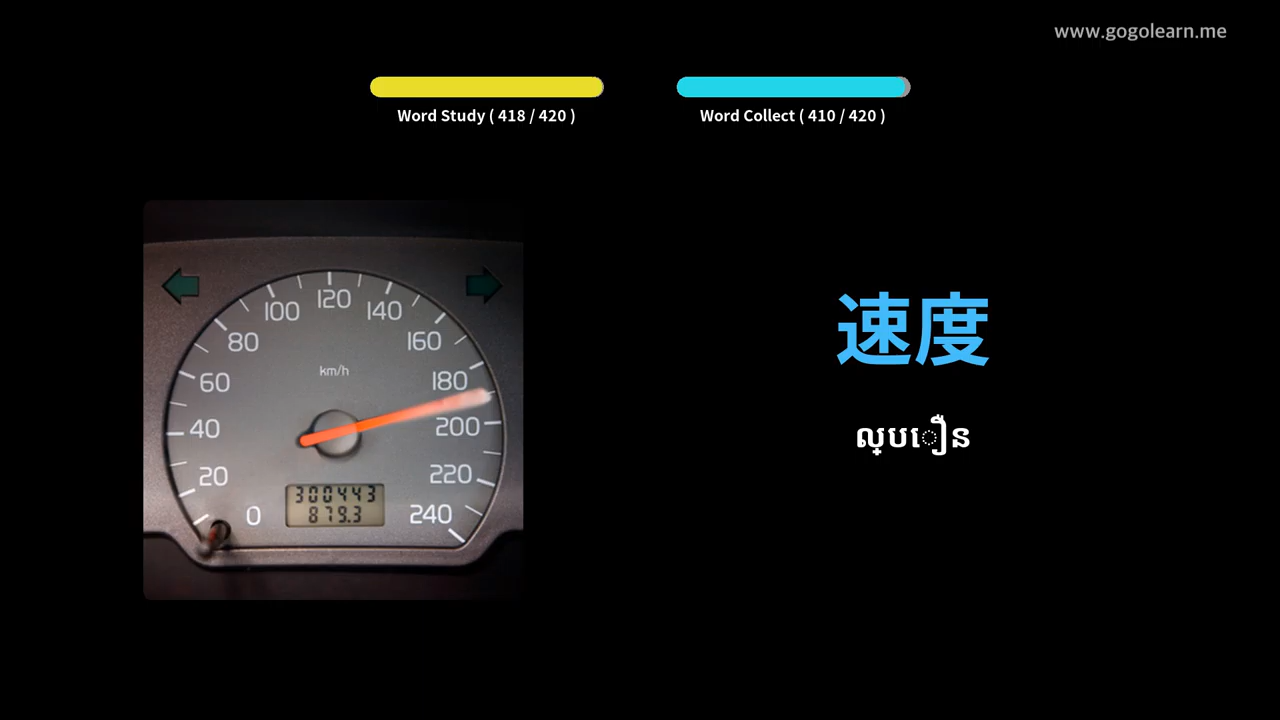 www.gogolearn.me
Word Study ( 418 / 420 )
Word Collect ( 410 / 420 )
120
100
140
80
160
km/h
60
180
40
200
20
220
300443
0
240
879.3
速度
ល្បឿន